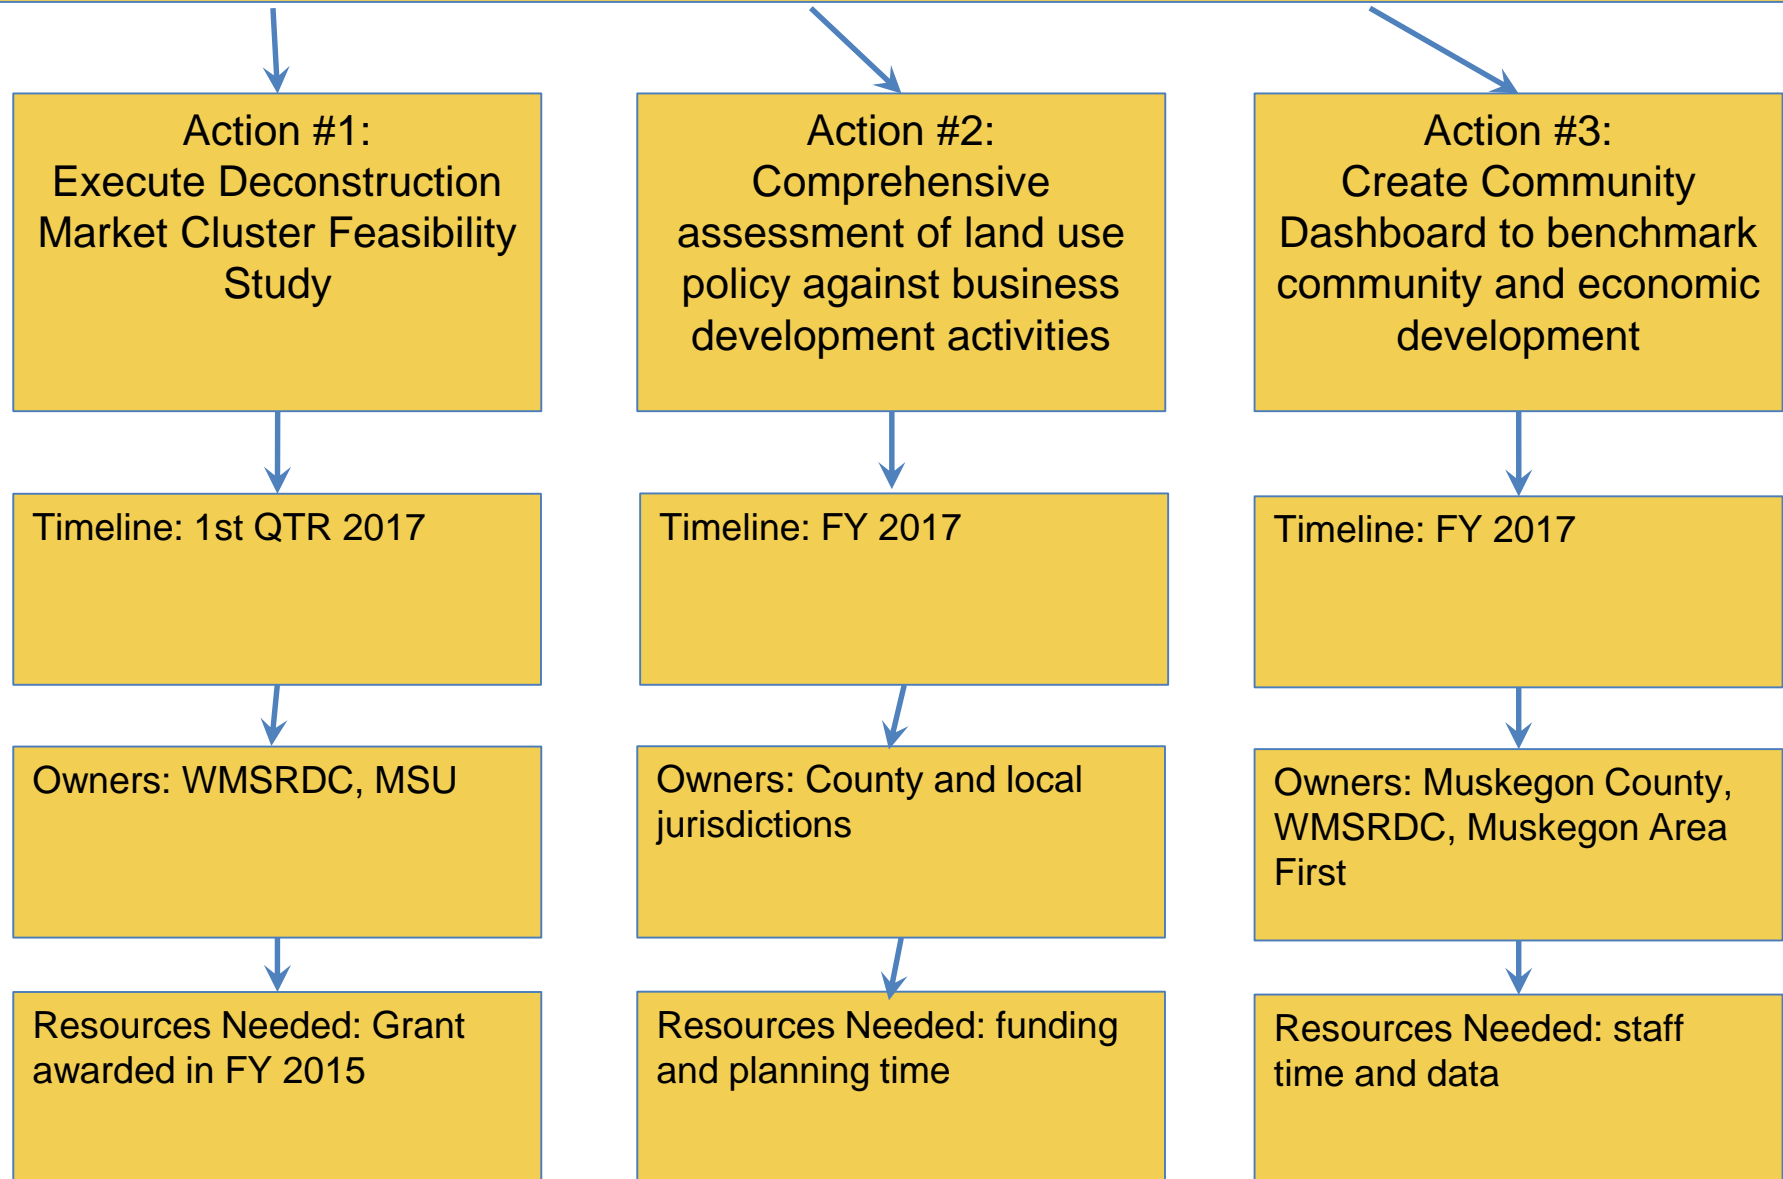 Action #1:
Execute Deconstruction
Market Cluster Feasibility
Study
Action #2:
Comprehensive
assessment of land use
policy against business
development activities
Action #3:
Create Community
Dashboard to benchmark
community and economic
development
Timeline: 1st QTR 2017
Timeline: FY 2017
Timeline: FY 2017
Owners: WMSRDC, MSU
Owners: County and local
jurisdictions
Owners: Muskegon County,
WMSRDC, Muskegon Area
First
Resources Needed: Grant
awarded in FY 2015
Resources Needed: funding
and planning time
Resources Needed: staff
time and data